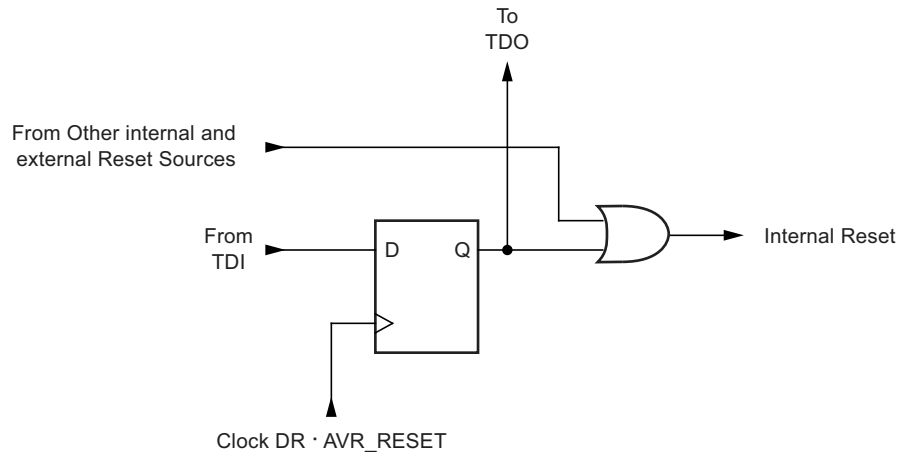 To
TDO
From Other internal and
external Reset Sources
From
TDI
D
Q
Internal Reset
Clock DR · AVR_RESET